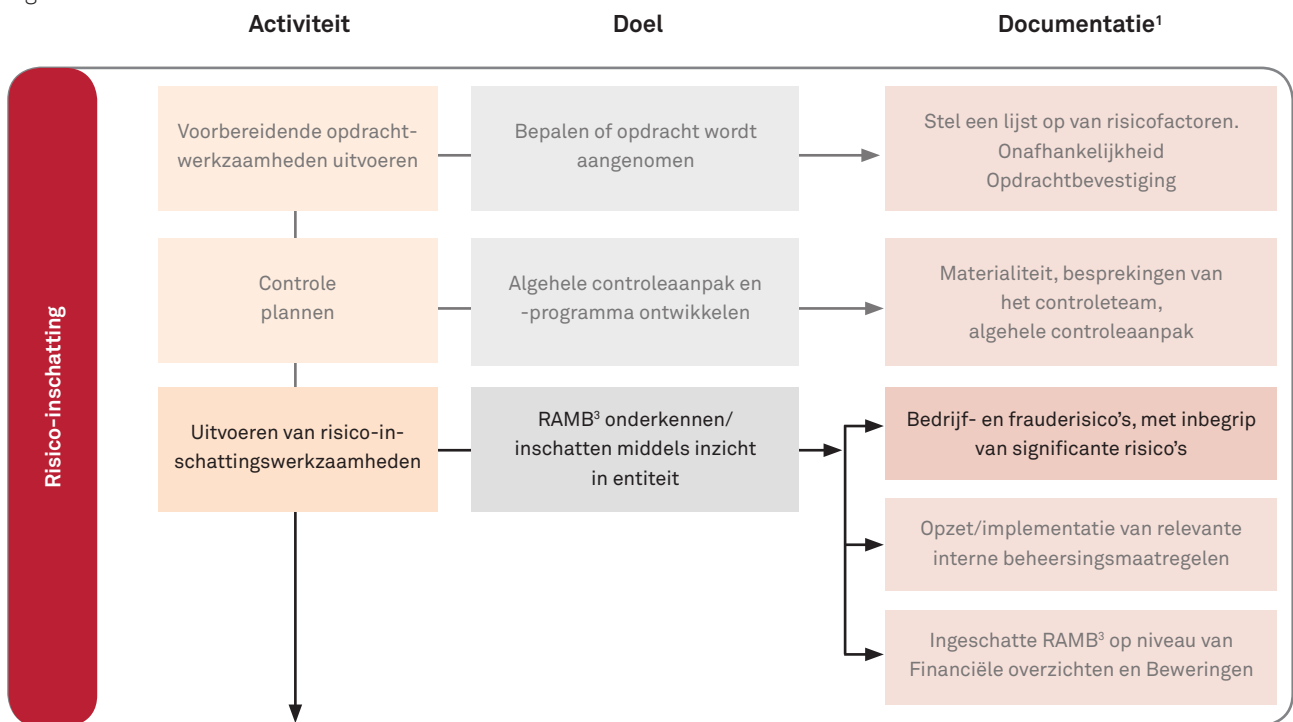 Activiteit
Doel
Documentatie¹
Risico-inschatting
Voorbereidende opdracht-
werkzaamheden uitvoeren
Bepalen of opdracht wordt
aangenomen
Stel een lijst op van risicofactoren.
Onafhankelijkheid
Opdrachtbevestiging
Controle
plannen
Algehele controleaanpak en
-programma ontwikkelen
Materialiteit, besprekingen van
het controleteam,
algehele controleaanpak
Uitvoeren van risico-in-
schattingswerkzaamheden
RAMB³ onderkennen/
inschatten middels inzicht
in entiteit
Bedrijf- en frauderisico’s, met inbegrip
van significante risico’s
Opzet/implementatie van relevante
interne beheersingsmaatregelen
Ingeschatte RAMB³ op niveau van
Financiële overzichten en Beweringen